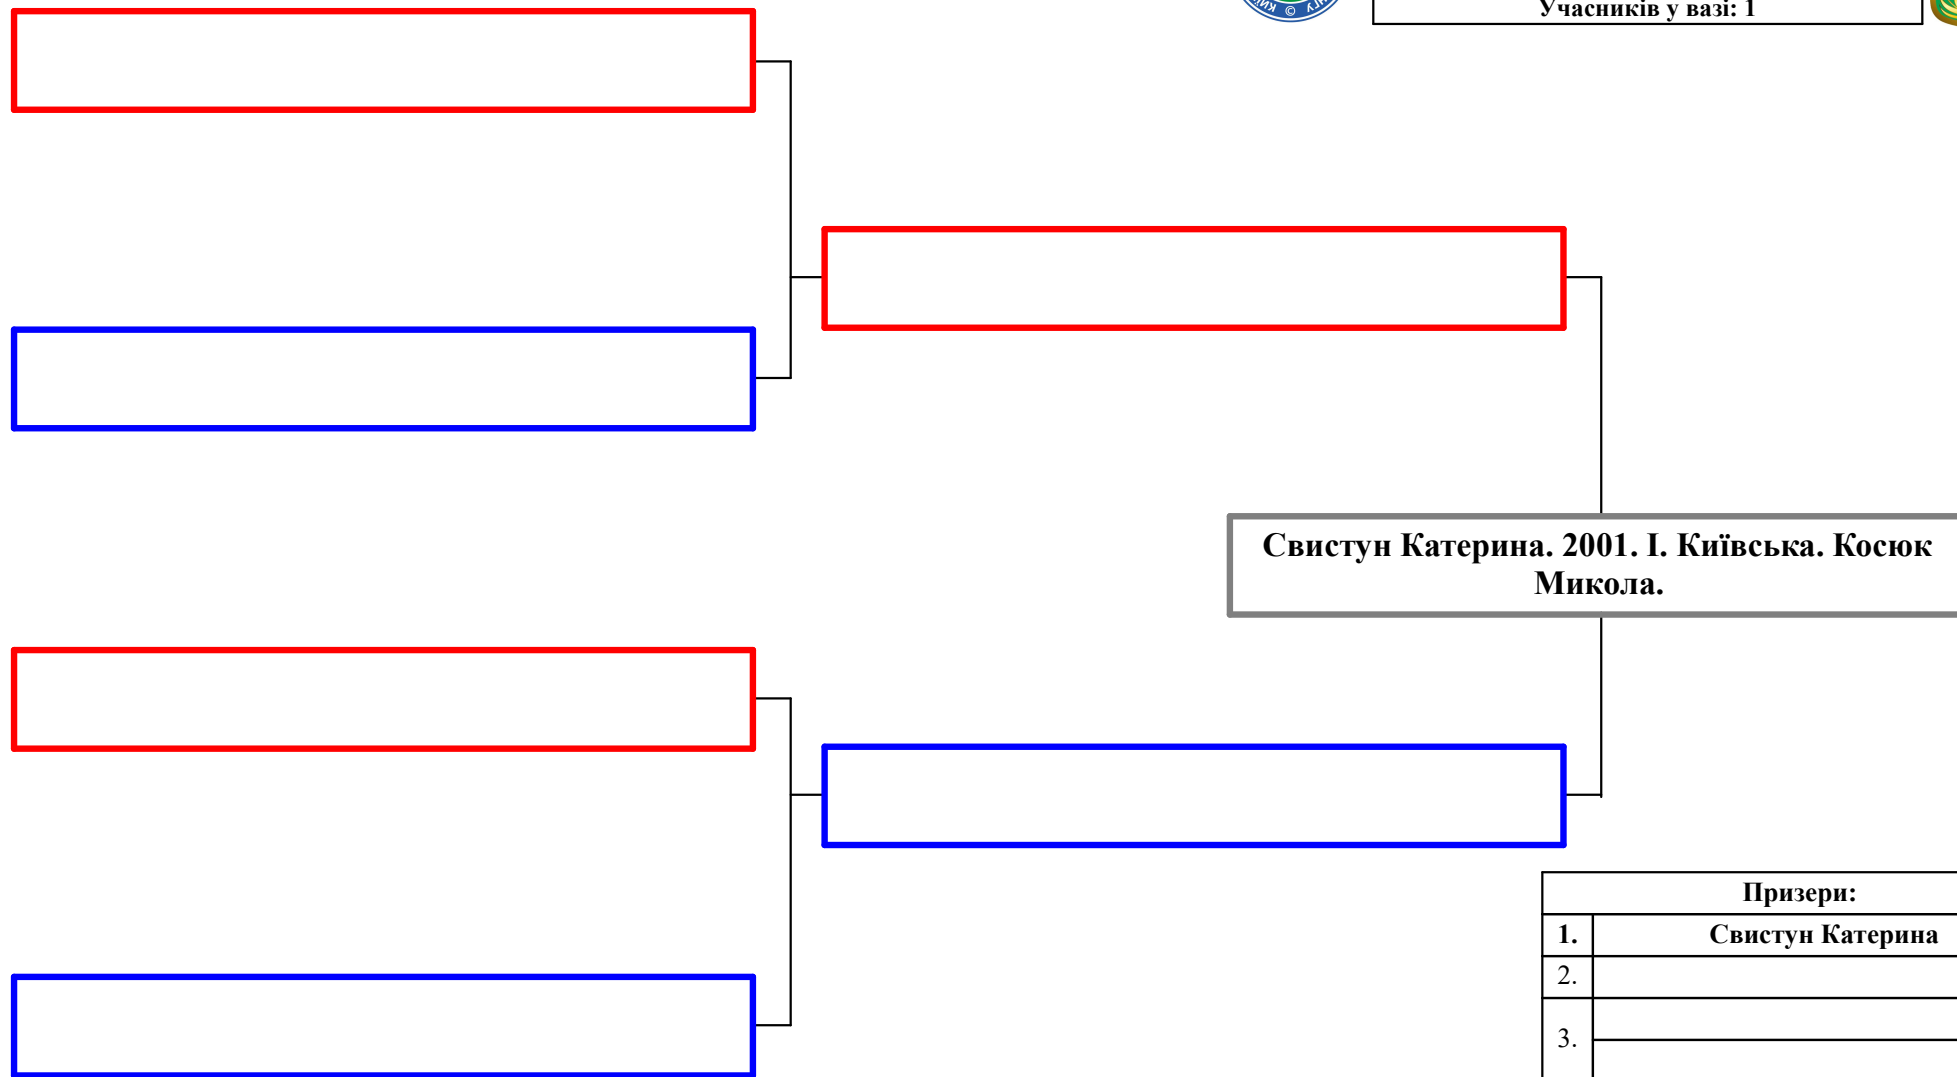 Учасників у вазі: 1
Свистун Катерина. 2001. І. Київська. Косюк
Микола.
Призери:
1. Свистун Катерина
2.
3.